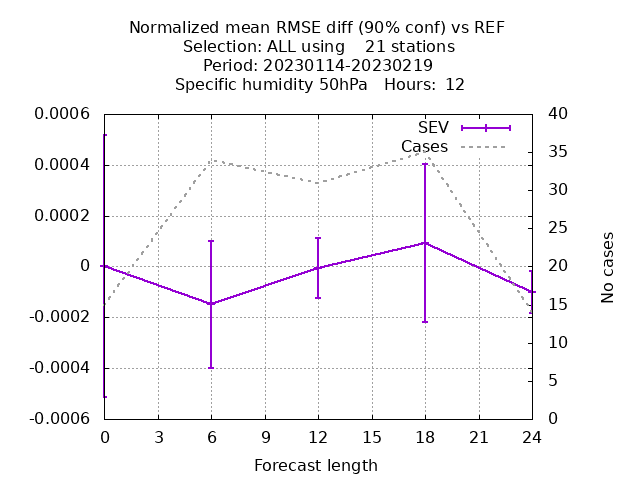 Normalized mean RMSE diff (90% conf) vs REF
Selection: ALL using    21 stations
Period: 20230114-20230219
Specific humidity 50hPa   Hours:  12
SEV
Cases
0.0006
0.0004
0.0002
0
-0.0002
-0.0004
-0.0006
40
35
30
25
20
15
10
5
0
No cases
0 3 6 9 12 15 18 21 24
Forecast length